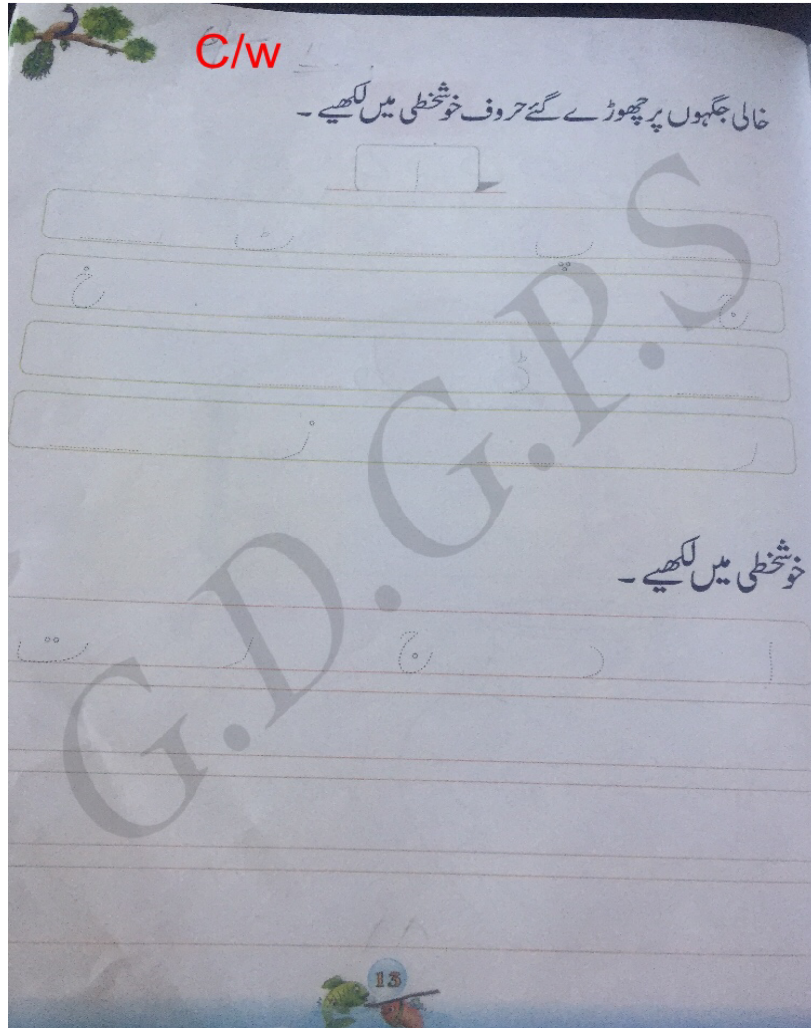 C/w
خالی جگہوں پر چھوڑے گئے حروف خوشخطی میں لکھیے ۔
ا
پ ٹ
ج خ
ڈ
ر ز
خوشخطی میں لکھیے ۔
ا د ج ر ت
13
G.D.G.P.S